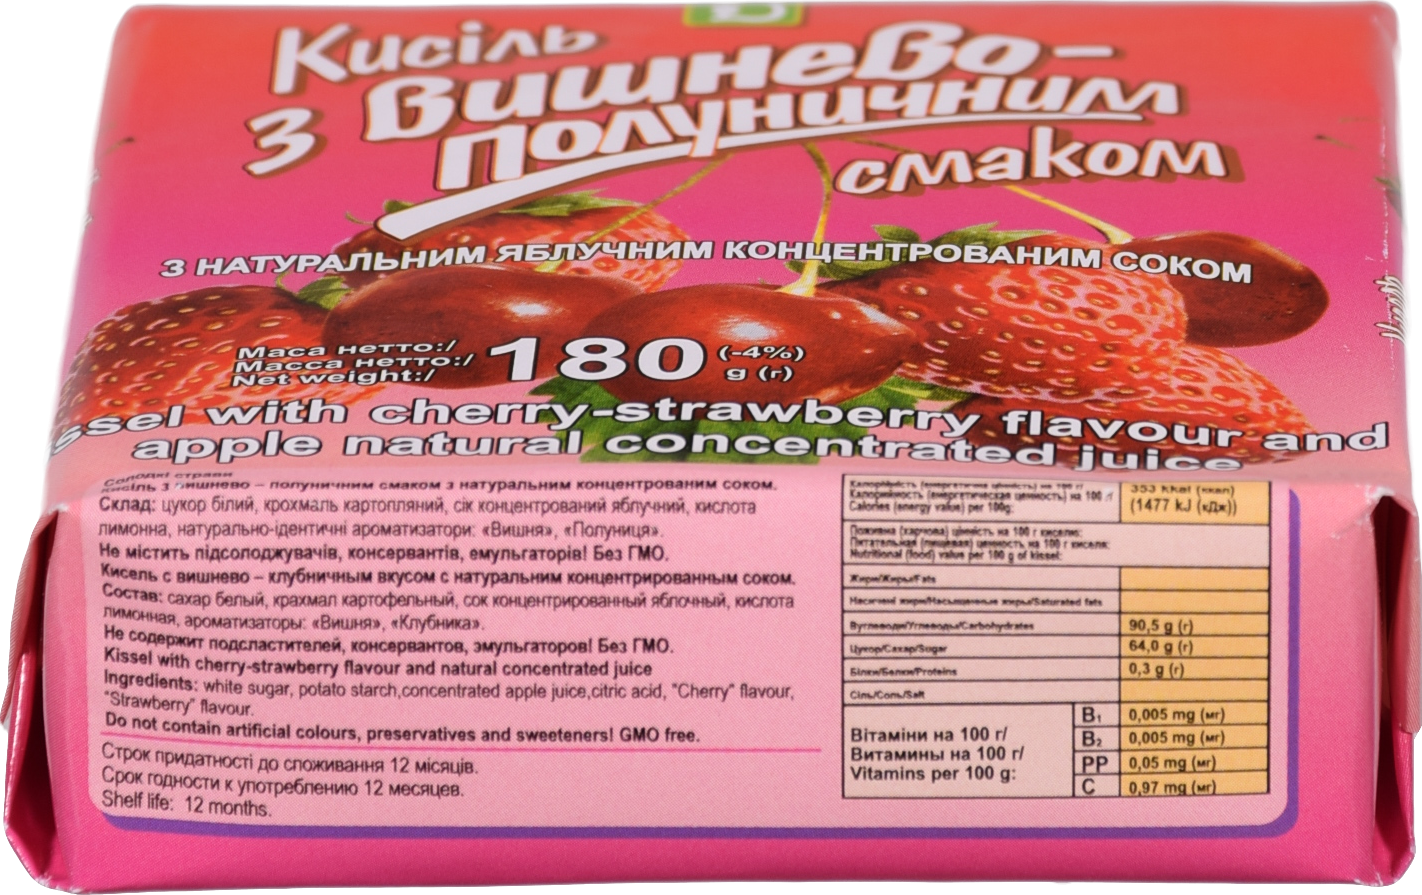 Кисіль
з вишнево-
полуничним
смаком
З НАТУРАЛЬНИМ ЯБЛУЧНИМ КОНЦЕНТРОВАНИМ СОКОМ
Маса нетто:/
Масса нетто:/
Net weight:/
180 (-4%)
g (г)
with cherry-strawberry flavour and
apple natural concentrated juice
Солодкі страви
Кисіль з вишнево – полуничним смаком з натуральним концентрованим соком.
Склад: цукор білий, крохмаль картопляний, сік концентрований яблучний, кислота
лимонна, натурально-ідентичні ароматизатори: «Вишня», «Полуниця».
Не містить підсолоджувачів, консервантів, емульгаторів! Без ГМО.
Кисель с вишнево – клубничным вкусом с натуральним концентрированным соком.
Состав: сахар белый, крахмал картофельный, сок концентрированный яблочный, кислота
лимонная, ароматизаторы: «Вишня», «Клубника».
Не содержит подсластителей, консервантов, эмульгаторов! Без ГМО.
Kissel with cherry-strawberry flavour and natural concentrated juice
Ingredients: white sugar, potato starch,concentrated apple juice,citric acid, "Cherry" flavour,
"Strawberry" flavour.
Do not contain artificial colours, preservatives and sweeteners! GMO free.
Строк придатності до споживання 12 місяців.
Срок годности к употреблению 12 месяцев.
Shelf life: 12 months.
Калорійність (енергетична цінність) на 100 г/
Калорийность (енергетическая ценность) на 100 г/
Calories (energy value) per 100g:
353 kkal (ккал)
(1477 kJ (кДж))
Поживна (харчова) цінність на 100 г киселю:
Питательная (пищевая) ценность на 100 г киселя:
Nutritional (food) value per 100 g of kissel:
Жири/Жиры/Fats
Насичені жири/Насыщенные жиры/Saturated fats
Вуглеводи/Углеводы/Carbohydrates 90,5 g (г)
Цукор/Сахар/Sugar 64,0 g (г)
Білки/Белки/Proteins 0,3 g (г)
Сіль/Соль/Salt
Вітаміни на 100 г/
Витамины на 100 г/
Vitamins per 100 g:
B₁ 0,005 mg (мг)
B₂ 0,005 mg (мг)
PP 0,05 mg (мг)
C 0,97 mg (мг)